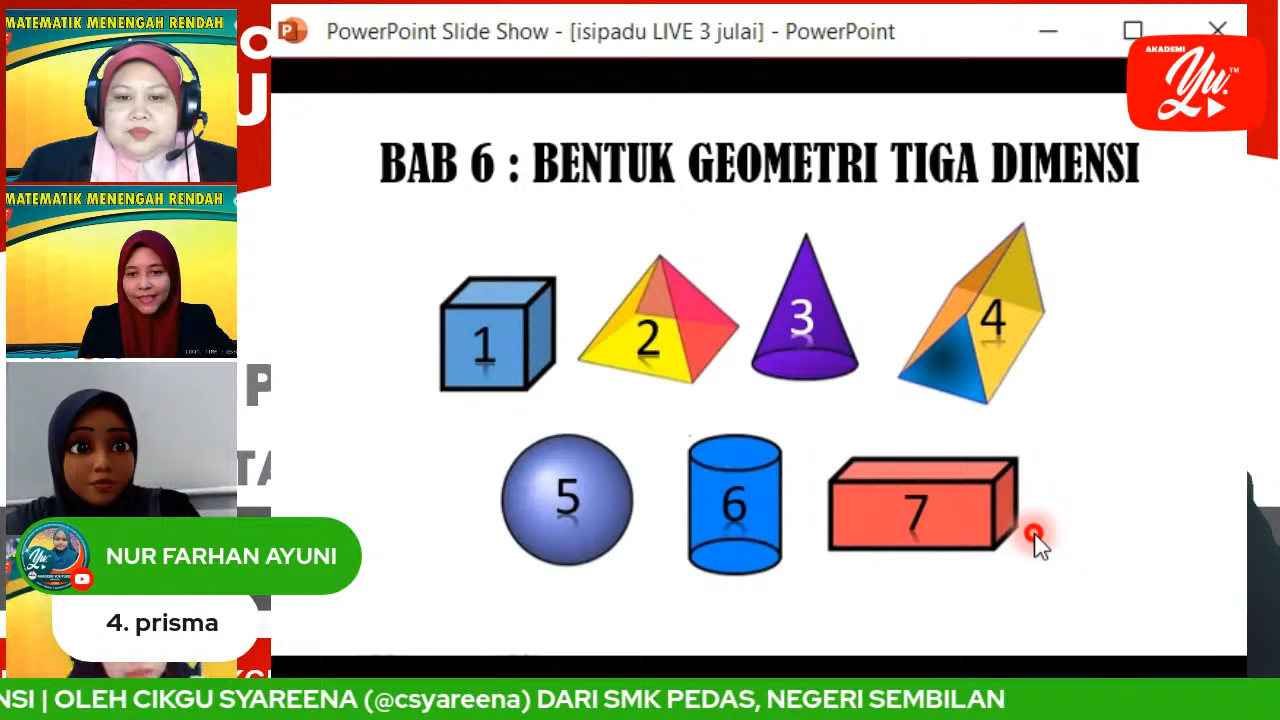 PowerPoint Slide Show - [isipadu LIVE 3 julai] - PowerPoint
AKADEMI
Yu.
TM
MATEMATIK MENENGAH RENDAH
MATEMATIK MENENGAH RENDAH
BAB 6 : BENTUK GEOMETRI TIGA DIMENSI
1
2
3
4
5
6
7
NUR FARHAN AYUNI
4. prisma
NSI | OLEH CIKGU SYAREENA (@csyareena) DARI SMK PEDAS, NEGERI SEMBILAN